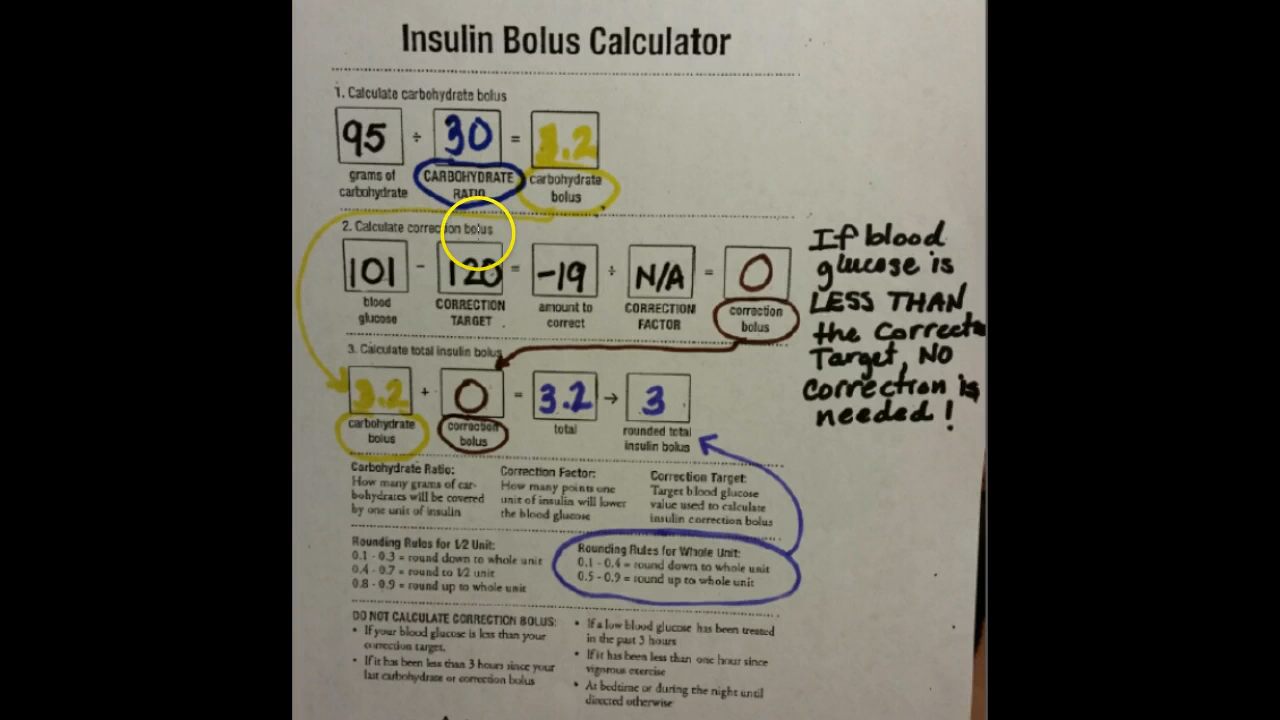 Insulin Bolus Calculator
1. Calculate carbohydrate bolus
95 ÷ 30 = 3.2
grams of carbohydrate
CARBOHYDRATE RATIO
carbohydrate bolus
2. Calculate correction bolus
101 - 120 = -19 ÷ N/A = 0
blood glucose
CORRECTION TARGET
amount to correct
CORRECTION FACTOR
correction bolus
If blood
glucose is
LESS THAN
the Correct
Target, NO
Correction is
needed!
3. Calculate total insulin bolus
3.2 + 0 = 3.2 → 3
carbohydrate bolus
correction bolus
total
rounded total insulin bolus
Carbohydrate Ratio:
How many grams of car-
bohydrates will be covered
by one unit of insulin
Correction Factor:
How many points one
unit of insulin will lower
the blood glucose
Correction Target:
Target blood glucose
value used to calculate
insulin correction bolus
Rounding Rules for 1/2 Unit:
0.1 - 0.3 = round down to whole unit
0.4 - 0.7 = round to 1/2 unit
0.8 - 0.9 = round up to whole unit
Rounding Rules for Whole Unit:
0.1 - 0.4 = round down to whole unit
0.5 - 0.9 = round up to whole unit
DO NOT CALCULATE CORRECTION BOLUS:
• If your blood glucose is less than your
correction target.
• If it has been less than 3 hours since your
last carbohydrate or correction bolus
• If a low blood glucose has been treated
in the past 3 hours
• If it has been less than one hour since
vigorous exercise
• At bedtime or during the night until
directed otherwise